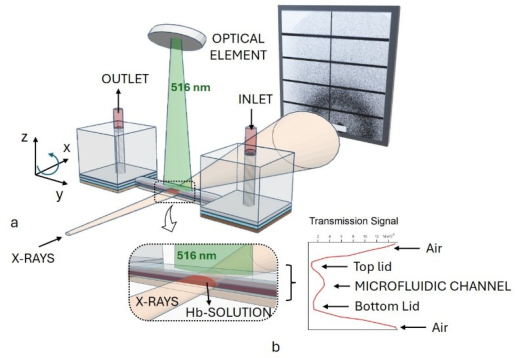 OPTICAL
ELEMENT
OUTLET
516 nm
INLET
z
x
y
a
X-RAYS
516 nm
X-RAYS
Hb-SOLUTION
Transmission Signal
Air
Top lid
MICROFLUIDIC CHANNEL
Bottom Lid
Air
b